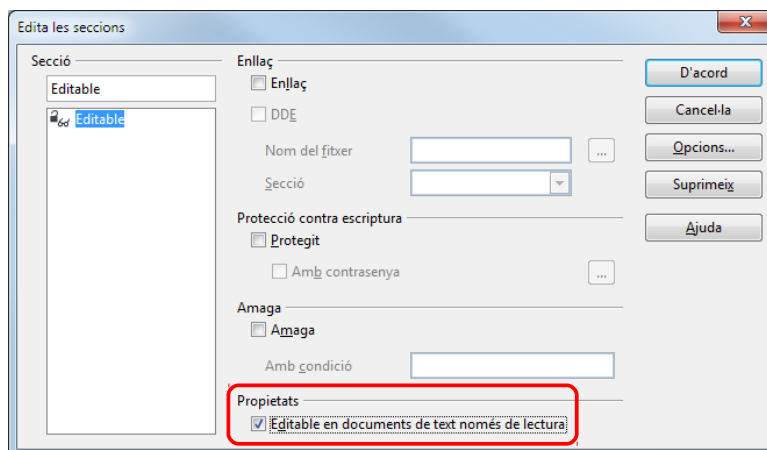 Edita les seccions
Secció
Editable
Editable
Enllaç
Enllaç
DDE
Nom del fitxer
...
Secció
Protecció contra escriptura
Protegit
Amb contrasenya
...
Amaga
Amaga
Amb condició
Propietats
Editable en documents de text només de lectura
D'acord
Cancel·la
Opcions...
Suprimeix
Ajuda